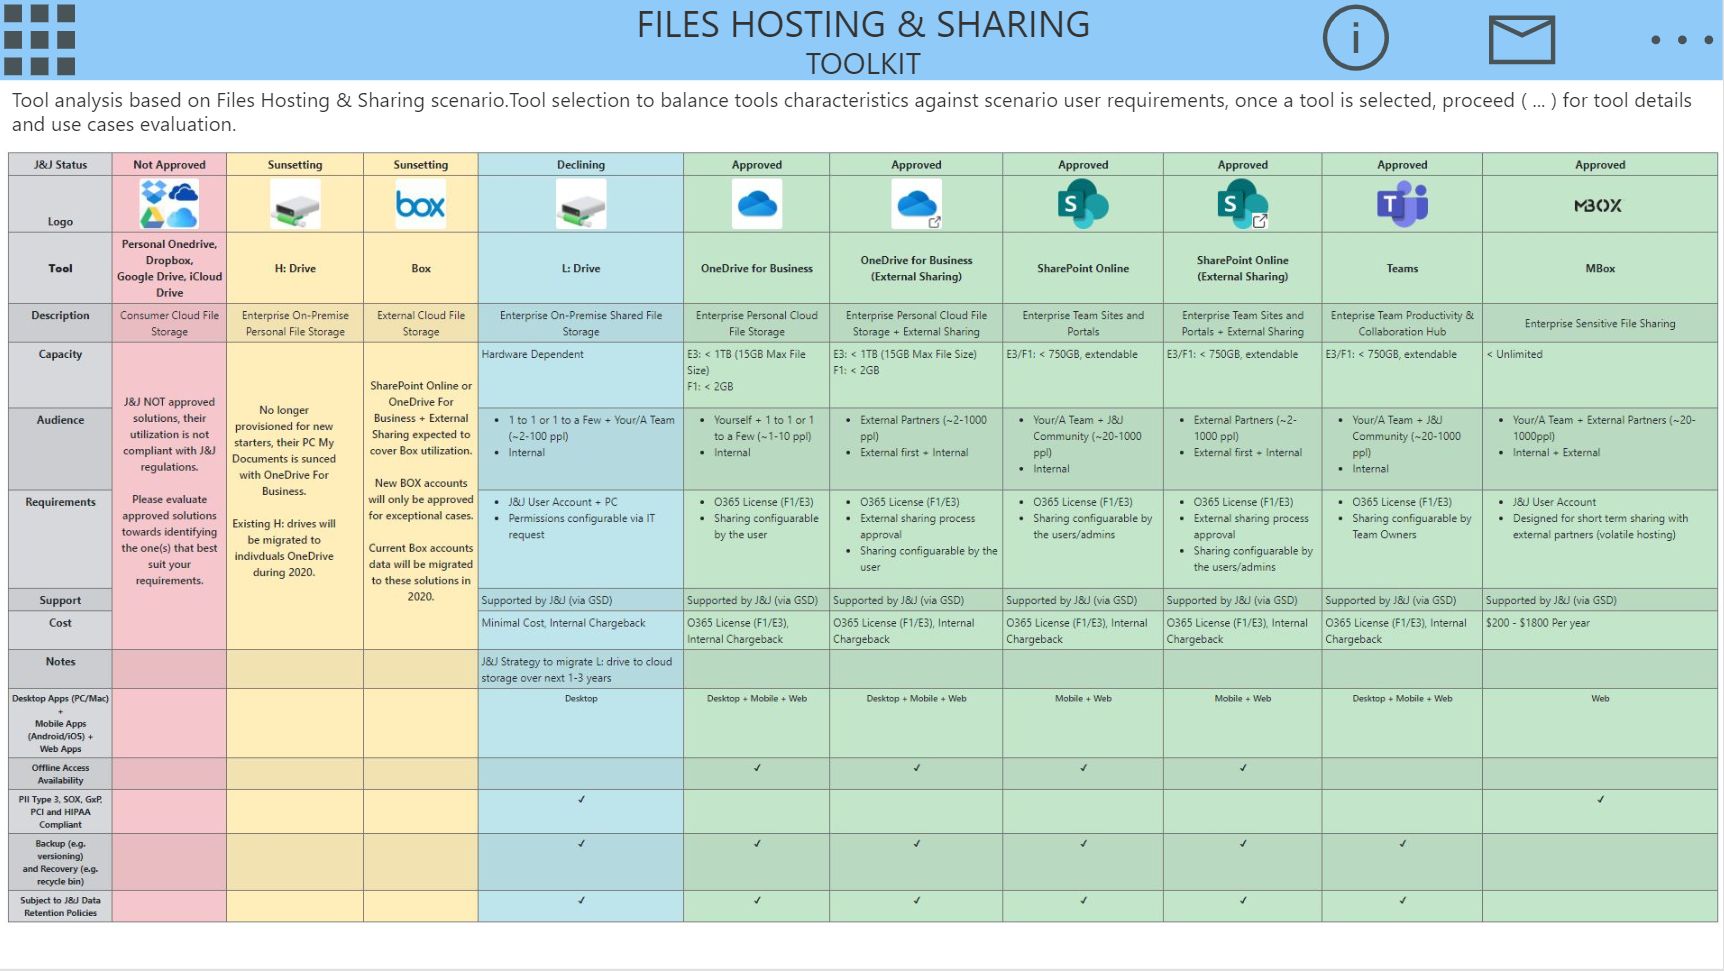 FILES HOSTING & SHARING
TOOLKIT
i
Tool analysis based on Files Hosting & Sharing scenario.Tool selection to balance tools characteristics against scenario user requirements, once a tool is selected, proceed ( ... ) for tool details
and use cases evaluation.
J&J Status
Not Approved
Sunsetting
Sunsetting
Declining
Approved
Approved
Approved
Approved
Approved
Approved
Logo
box
S
S
T
MBOX
Tool
Personal Onedrive,
Dropbox,
Google Drive, iCloud
Drive
H: Drive
Box
L: Drive
OneDrive for Business
OneDrive for Business
(External Sharing)
SharePoint Online
SharePoint Online
(External Sharing)
Teams
MBox
Description
Consumer Cloud File
Storage
Enterprise On-Premise
Personal File Storage
External Cloud File
Storage
Enterprise On-Premise Shared File
Storage
Enterprise Personal Cloud
File Storage
Enterprise Personal Cloud File
Storage + External Sharing
Enterprise Team Sites and
Portals
Enterprise Team Sites and
Portals + External Sharing
Enterprise Team Productivity &
Collaboration Hub
Enterprise Sensitive File Sharing
J&J NOT approved
solutions, their
utilization is not
compliant with J&J
regulations.
Please evaluate
approved solutions
towards identifying
the one(s) that best
suit your
requirements.
No longer
provisioned for new
starters, their PC My
Documents is sunced
with OneDrive For
Business.
Existing H: drives will
be migrated to
indivduals OneDrive
during 2020.
SharePoint Online or
OneDrive For
Business + External
Sharing expected to
cover Box utilization.
New BOX accounts
will only be approved
for exceptional cases.
Current Box accounts
data will be migrated
to these solutions in
2020.
Capacity
Hardware Dependent
E3: < 1TB (15GB Max File
Size)
F1: < 2GB
E3: < 1TB (15GB Max File Size)
F1: < 2GB
E3/F1: < 750GB, extendable
E3/F1: < 750GB, extendable
E3/F1: < 750GB, extendable
< Unlimited
Audience
• 1 to 1 or 1 to a Few + Your/A Team
(~2-100 ppl)
• Internal
• Yourself + 1 to 1 or 1
to a Few (~1-10 ppl)
• Internal
• External Partners (~2-1000
ppl)
• External first + Internal
• Your/A Team + J&J
Community (~20-1000
ppl)
• Internal
• External Partners (~2-
1000 ppl)
• External first + Internal
• Your/A Team + J&J
Community (~20-1000
ppl)
• Internal
• Your/A Team + External Partners (~20-
1000ppl)
• Internal + External
Requirements
• J&J User Account + PC
• Permissions configurable via IT
request
• O365 License (F1/E3)
• Sharing configuarable
by the user
• O365 License (F1/E3)
• External sharing process
approval
• Sharing configuarable by the
user
• O365 License (F1/E3)
• Sharing configuarable by
the users/admins
• O365 License (F1/E3)
• External sharing process
approval
• Sharing configuarable by
the users/admins
• O365 License (F1/E3)
• Sharing configuarable by
Team Owners
• J&J User Account
• Designed for short term sharing with
external partners (volatile hosting)
Support
Supported by J&J (via GSD)
Supported by J&J (via GSD)
Supported by J&J (via GSD)
Supported by J&J (via GSD)
Supported by J&J (via GSD)
Supported by J&J (via GSD)
Supported by J&J (via GSD)
Cost
Minimal Cost, Internal Chargeback
O365 License (F1/E3),
Internal Chargeback
O365 License (F1/E3), Internal
Chargeback
O365 License (F1/E3), Internal
Chargeback
O365 License (F1/E3), Internal
Chargeback
O365 License (F1/E3), Internal
Chargeback
$200 - $1800 Per year
Notes
J&J Strategy to migrate L: drive to cloud
storage over next 1-3 years
Desktop Apps (PC/Mac)
+
Mobile Apps
(Android/iOS) +
Web Apps
Desktop
Desktop + Mobile + Web
Desktop + Mobile + Web
Mobile + Web
Mobile + Web
Desktop + Mobile + Web
Web
Offline Access
Availability
✓
✓
✓
✓
PII Type 3, SOX, GxP,
PCI and HIPAA
Compliant
✓
✓
Backup (e.g.
versioning)
and Recovery (e.g.
recycle bin)
✓
✓
✓
✓
✓
✓
Subject to J&J Data
Retention Policies
✓
✓
✓
✓
✓
✓